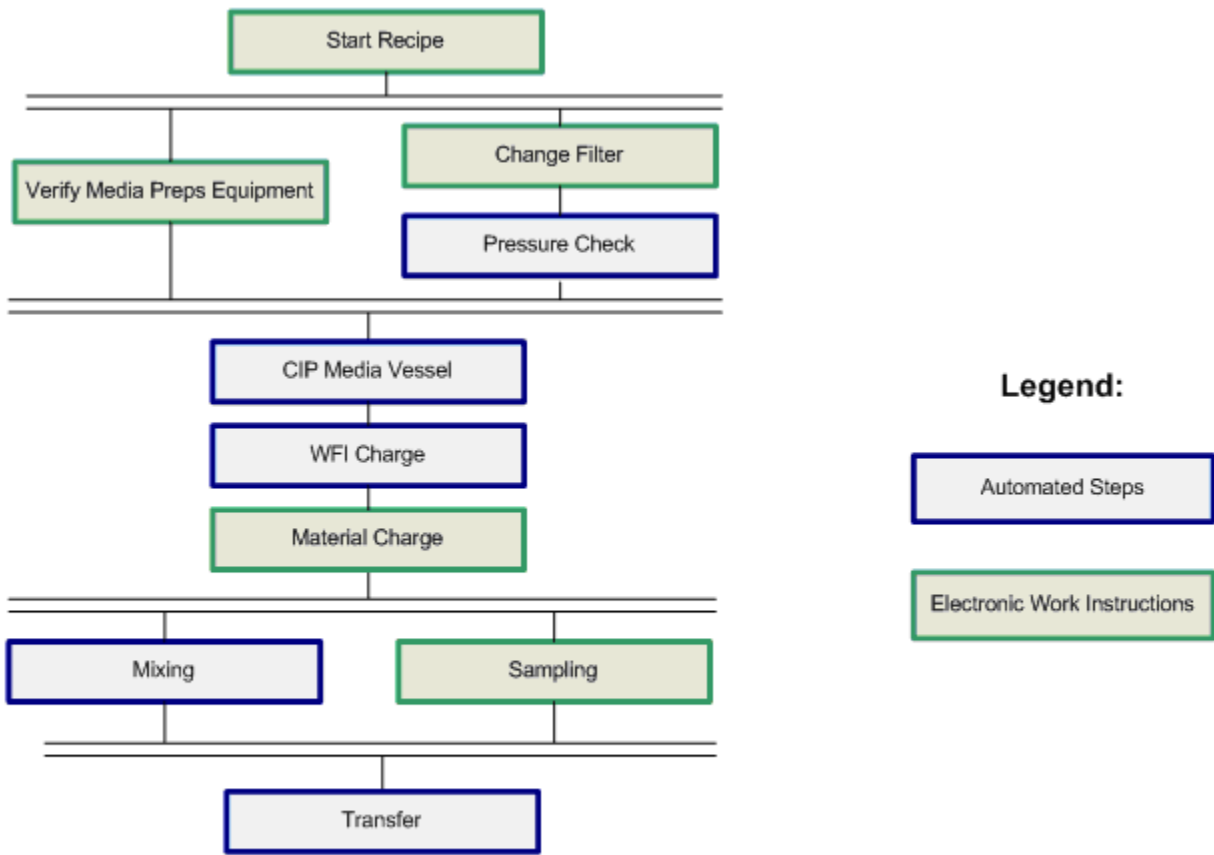 Start Recipe
Change Filter
Verify Media Preps Equipment
Pressure Check
CIP Media Vessel
WFI Charge
Material Charge
Mixing
Sampling
Transfer
Legend:
Automated Steps
Electronic Work Instructions